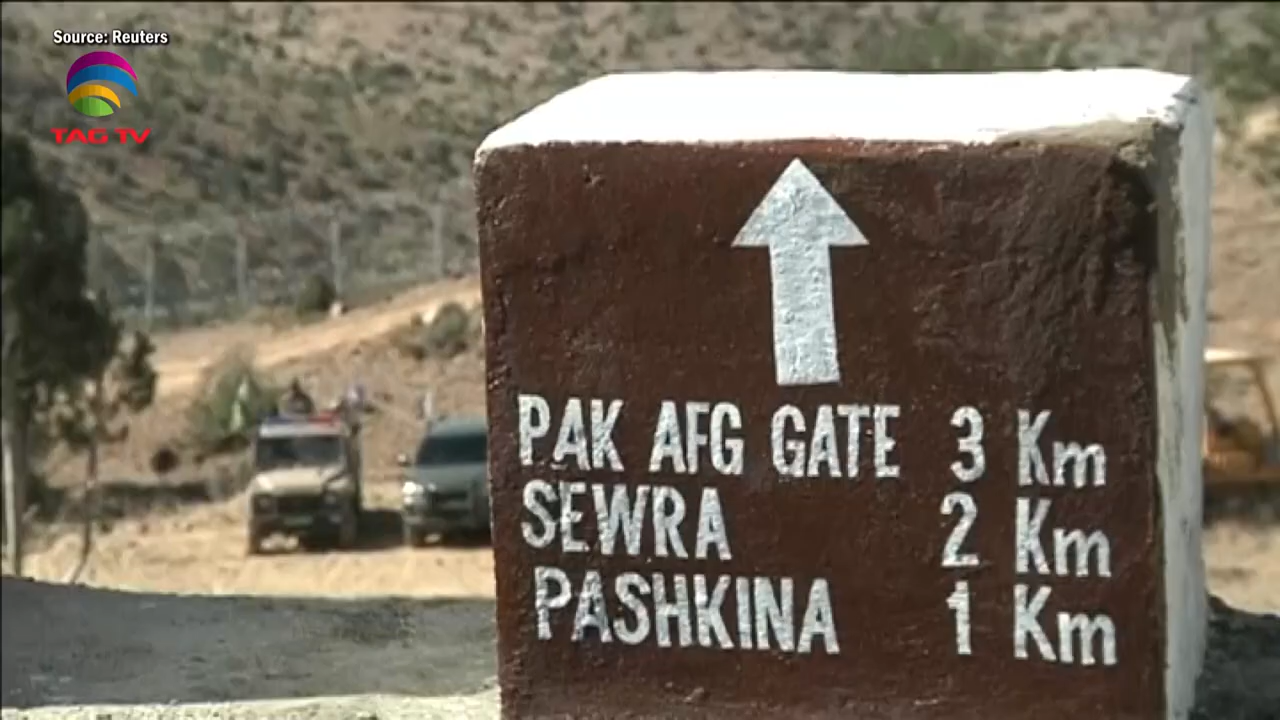 Source: Reuters
TAG TV
PAK AFG GATE 3 Km
SEWRA 2 Km
PASHKINA 1 Km